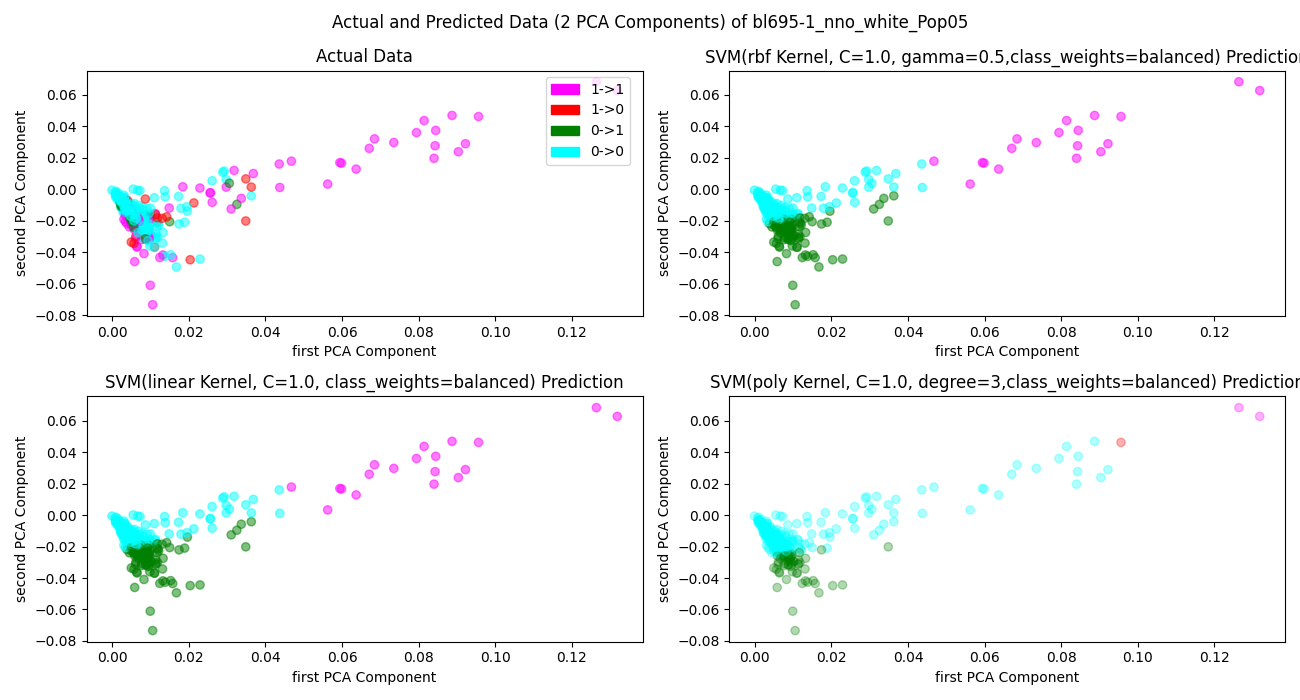 Actual and Predicted Data (2 PCA Components) of bl695-1_nno_white_Pop05
Actual Data
0.06
0.04
0.02
0.00
−0.02
−0.04
−0.06
−0.08
second PCA Component
0.00 0.02 0.04 0.06 0.08 0.10 0.12
first PCA Component
1->1
1->0
0->1
0->0
SVM(rbf Kernel, C=1.0, gamma=0.5,class_weights=balanced) Prediction
0.06
0.04
0.02
0.00
−0.02
−0.04
−0.06
−0.08
second PCA Component
0.00 0.02 0.04 0.06 0.08 0.10 0.12
first PCA Component
SVM(linear Kernel, C=1.0, class_weights=balanced) Prediction
0.06
0.04
0.02
0.00
−0.02
−0.04
−0.06
−0.08
second PCA Component
0.00 0.02 0.04 0.06 0.08 0.10 0.12
first PCA Component
SVM(poly Kernel, C=1.0, degree=3,class_weights=balanced) Prediction
0.06
0.04
0.02
0.00
−0.02
−0.04
−0.06
−0.08
second PCA Component
0.00 0.02 0.04 0.06 0.08 0.10 0.12
first PCA Component